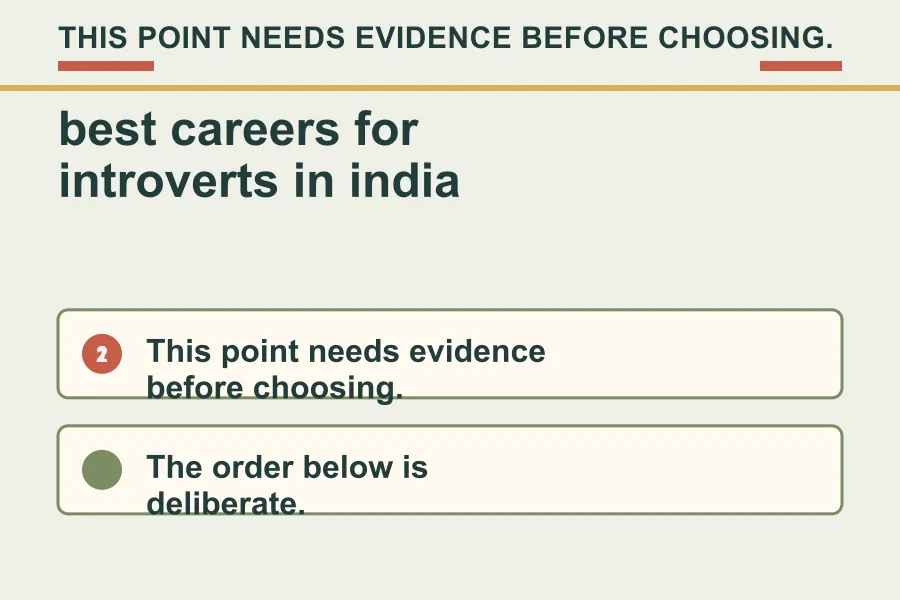 THIS POINT NEEDS EVIDENCE BEFORE CHOOSING.
best careers for
introverts in india
2
This point needs evidence
before choosing.
The order below is
deliberate.